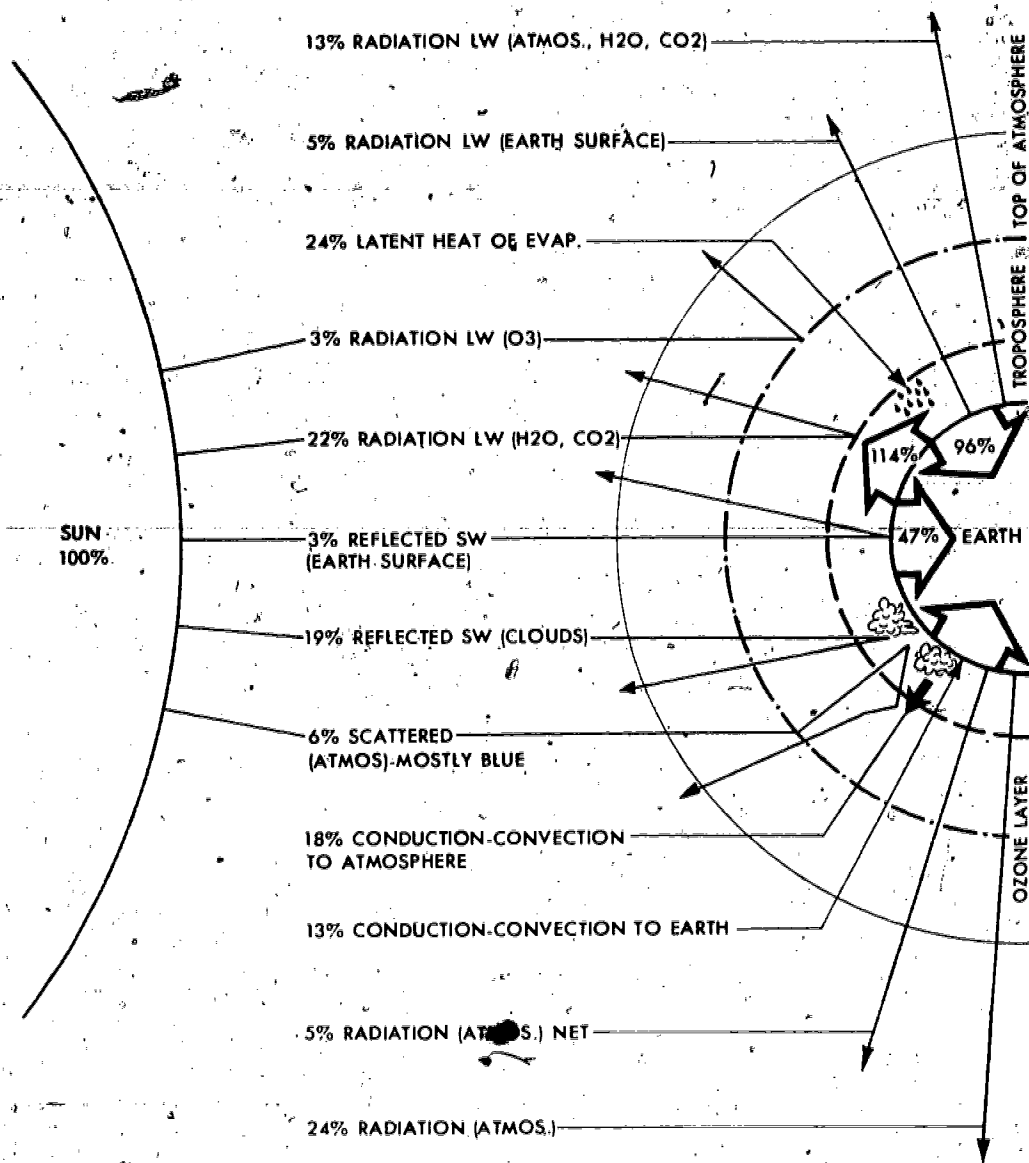 13% RADIATION LW (ATMOS., H2O, CO2)
5% RADIATION LW (EARTH SURFACE)
24% LATENT HEAT OF EVAP.
3% RADIATION LW (O3)
22% RADIATION LW (H2O, CO2)
SUN
100%
3% REFLECTED SW
(EARTH SURFACE)
19% REFLECTED SW (CLOUDS)
6% SCATTERED
(ATMOS)-MOSTLY BLUE
18% CONDUCTION-CONVECTION
TO ATMOSPHERE
13% CONDUCTION-CONVECTION TO EARTH
5% RADIATION (ATMOS.) NET
24% RADIATION (ATMOS.)
114%
96%
47%
EARTH
TROPOSPHERE
TOP OF ATMOSPHERE
OZONE LAYER